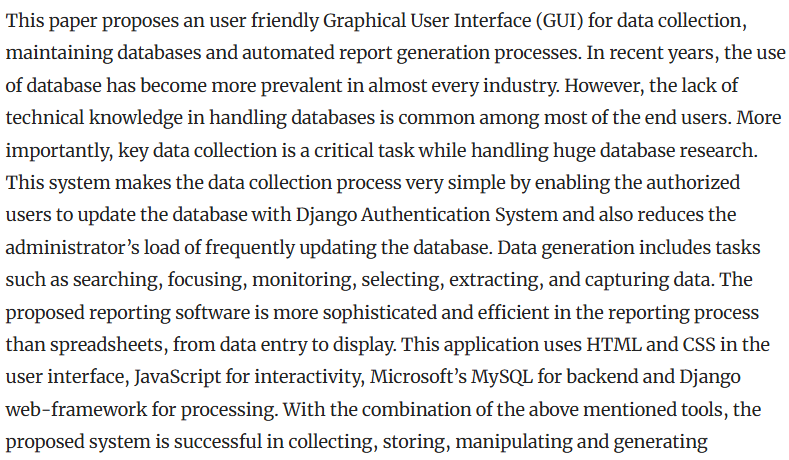 This paper proposes an user friendly Graphical User Interface (GUI) for data collection,
maintaining databases and automated report generation processes. In recent years, the use
of database has become more prevalent in almost every industry. However, the lack of
technical knowledge in handling databases is common among most of the end users. More
importantly, key data collection is a critical task while handling huge database research.
This system makes the data collection process very simple by enabling the authorized
users to update the database with Django Authentication System and also reduces the
administrator’s load of frequently updating the database. Data generation includes tasks
such as searching, focusing, monitoring, selecting, extracting, and capturing data. The
proposed reporting software is more sophisticated and efficient in the reporting process
than spreadsheets, from data entry to display. This application uses HTML and CSS in the
user interface, JavaScript for interactivity, Microsoft’s MySQL for backend and Django
web-framework for processing. With the combination of the above mentioned tools, the
proposed system is successful in collecting, storing, manipulating and generating